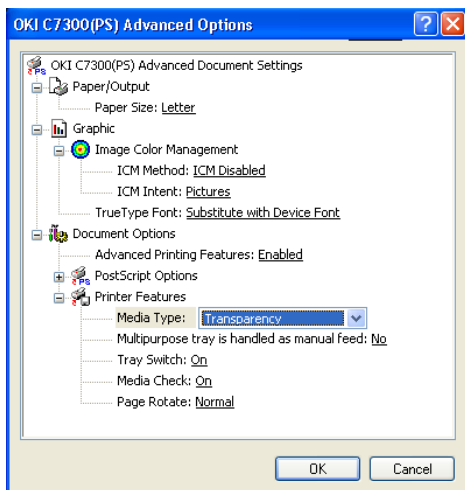 OKI C7300(PS) Advanced Options
OKI C7300(PS) Advanced Document Settings
Paper/Output
Paper Size: Letter
Graphic
Image Color Management
ICM Method: ICM Disabled
ICM Intent: Pictures
TrueType Font: Substitute with Device Font
Document Options
Advanced Printing Features: Enabled
PostScript Options
Printer Features
Media Type: Transparency
Multipurpose tray is handled as manual feed: No
Tray Switch: On
Media Check: On
Page Rotate: Normal
OK Cancel